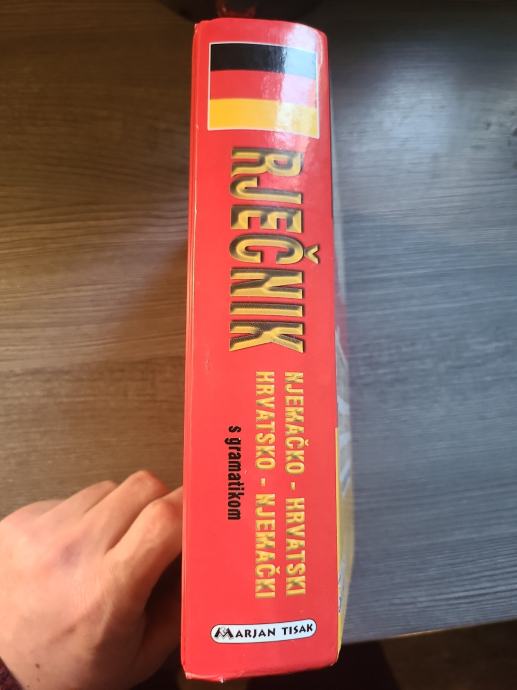 RJEČNIK
NJEMAČKO - HRVATSKI
HRVATSKO - NJEMAČKI
s gramatikom
MARJAN TISAK